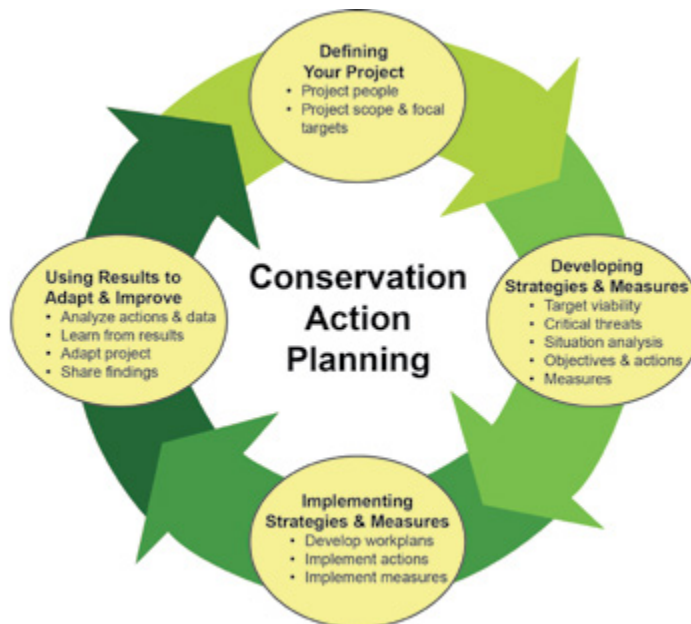 Defining
Your Project
• Project people
• Project scope & focal
targets
Developing
Strategies & Measures
• Target viability
• Critical threats
• Situation analysis
• Objectives & actions
• Measures
Implementing
Strategies & Measures
• Develop workplans
• Implement actions
• Implement measures
Using Results to
Adapt & Improve
• Analyze actions & data
• Learn from results
• Adapt project
• Share findings
Conservation
Action
Planning